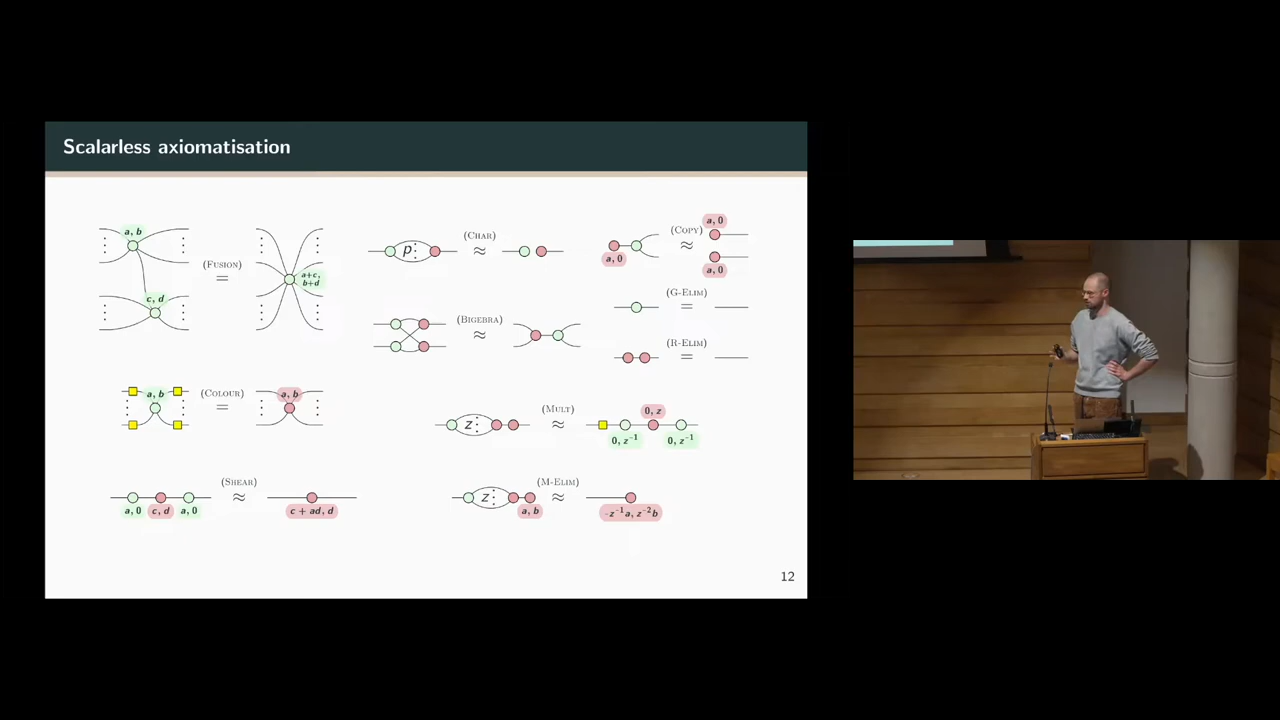 Scalarless axiomatisation
a, b
c, d
(Fusion)
=
a+c,
b+d
p
(Char)
≈
a, 0
(Copy)
≈
a, 0
a, 0
(G-Elim)
=
(Bigebra)
≈
(R-Elim)
=
a, b
(Colour)
=
a, b
z
(Mult)
≈
0, z
0, z⁻¹
0, z⁻¹
(Shear)
≈
a, 0
c, d
a, 0
c + ad, d
z
a, b
(M-Elim)
≈
-z⁻¹a, z⁻²b
12